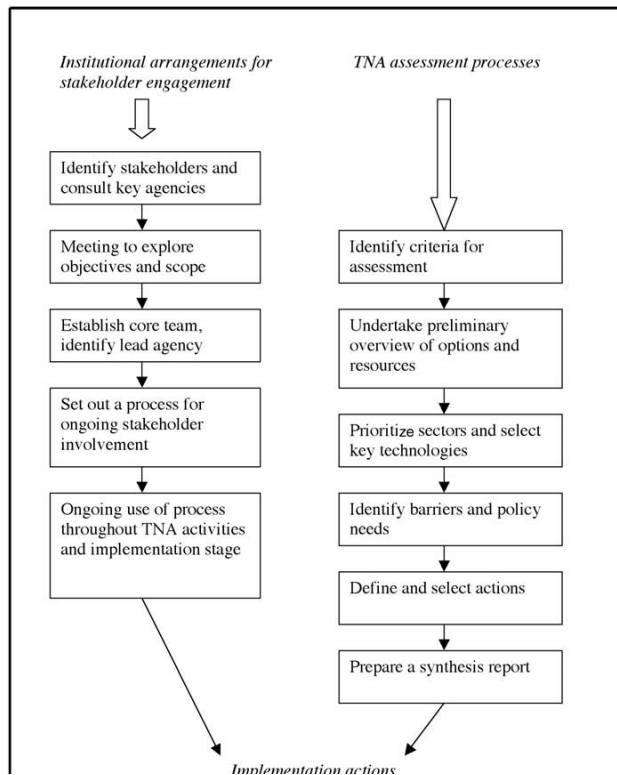 Institutional arrangements for
stakeholder engagement
Identify stakeholders and
consult key agencies
Meeting to explore
objectives and scope
Establish core team,
identify lead agency
Set out a process for
ongoing stakeholder
involvement
Ongoing use of process
throughout TNA activities
and implementation stage
TNA assessment processes
Identify criteria for
assessment
Undertake preliminary
overview of options and
resources
Prioritize sectors and select
key technologies
Identify barriers and policy
needs
Define and select actions
Prepare a synthesis report
Implementation actions